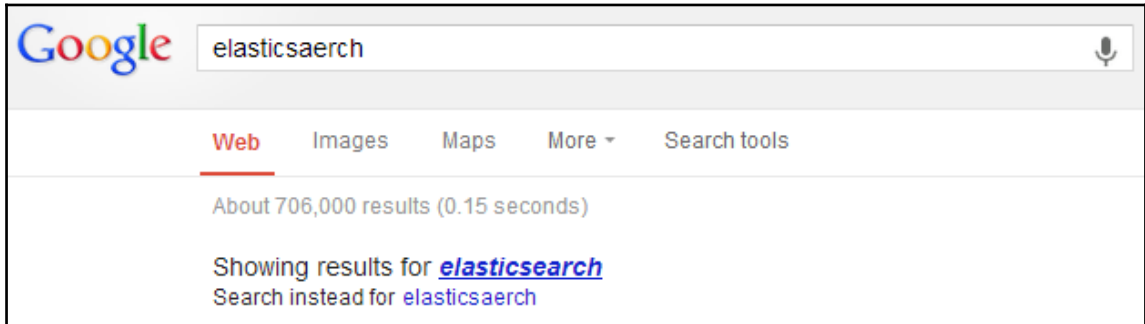 Google elasticsaerch
Web Images Maps More Search tools
About 706,000 results (0.15 seconds)
Showing results for elasticsearch
Search instead for elasticsaerch